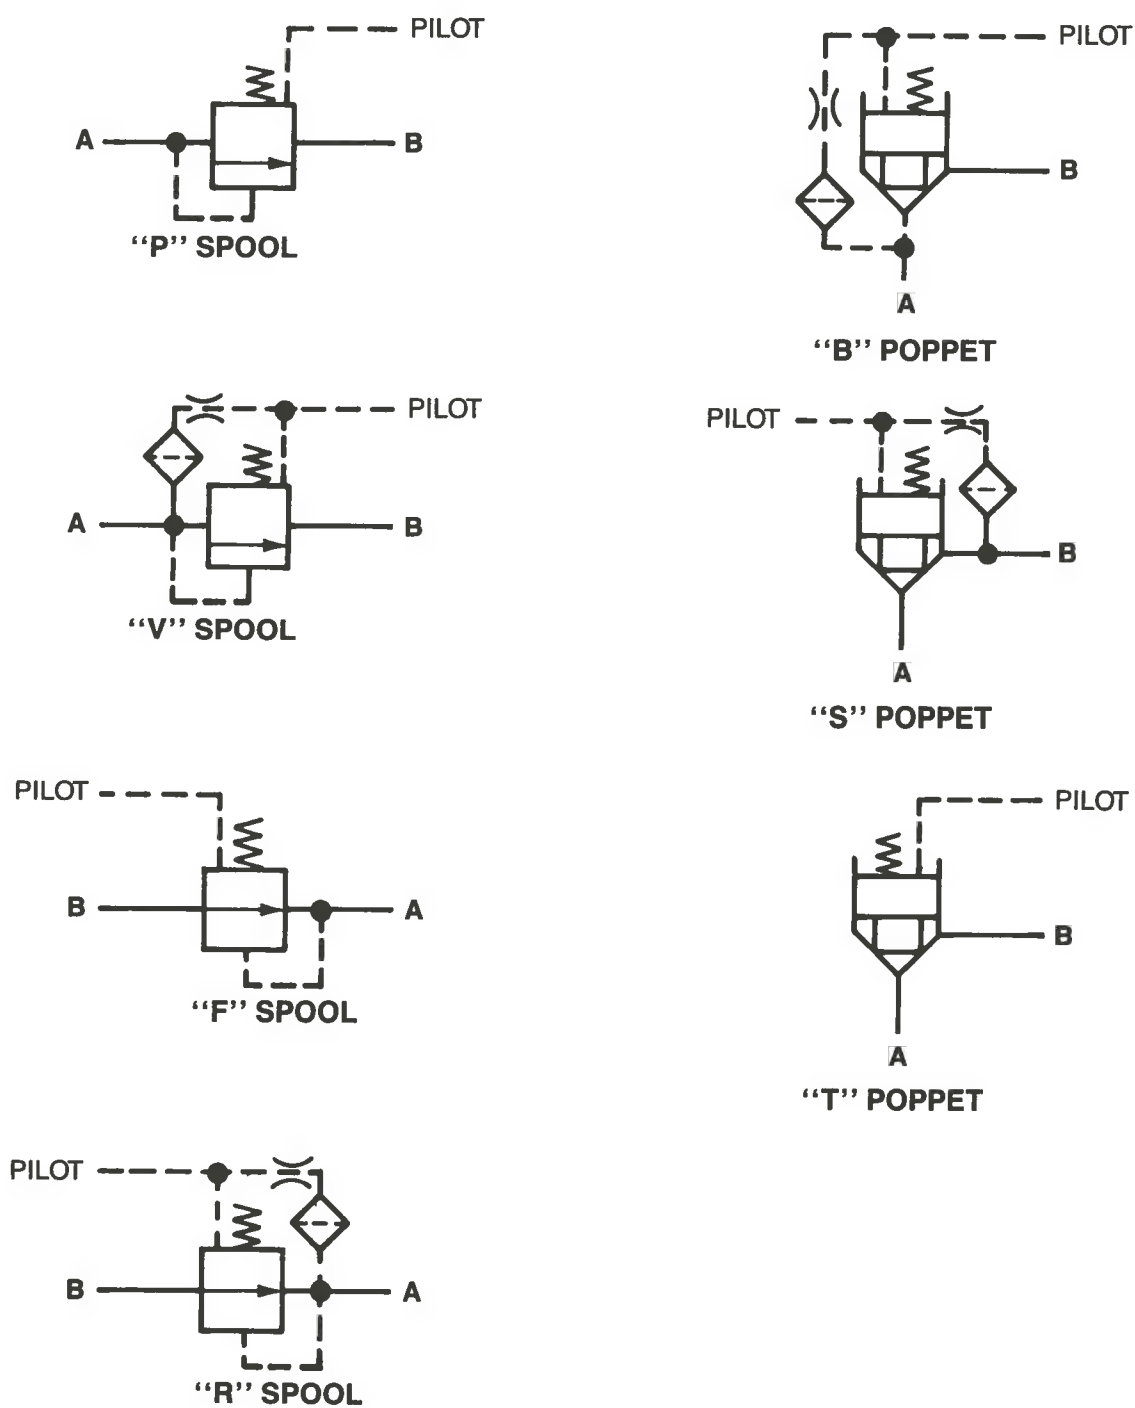 PILOT
A
B
“P” SPOOL
PILOT
A
B
“V” SPOOL
PILOT
B
A
“F” SPOOL
PILOT
B
A
“R” SPOOL
PILOT
B
A
“B” POPPET
PILOT
B
A
“S” POPPET
PILOT
B
A
“T” POPPET